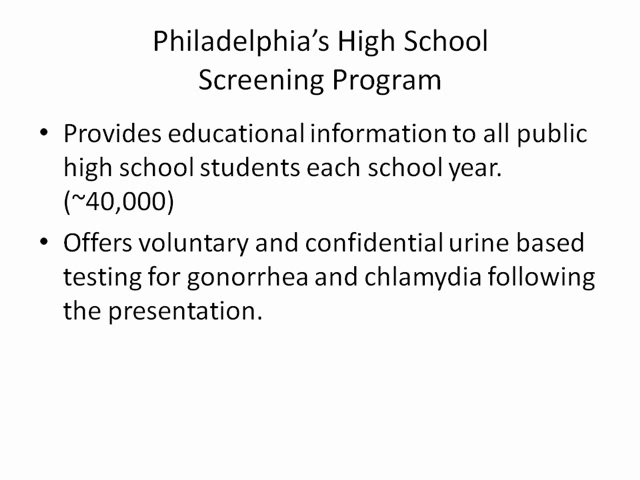 Philadelphia’s High School
Screening Program
• Provides educational information to all public
high school students each school year.
(~40,000)
• Offers voluntary and confidential urine based
testing for gonorrhea and chlamydia following
the presentation.